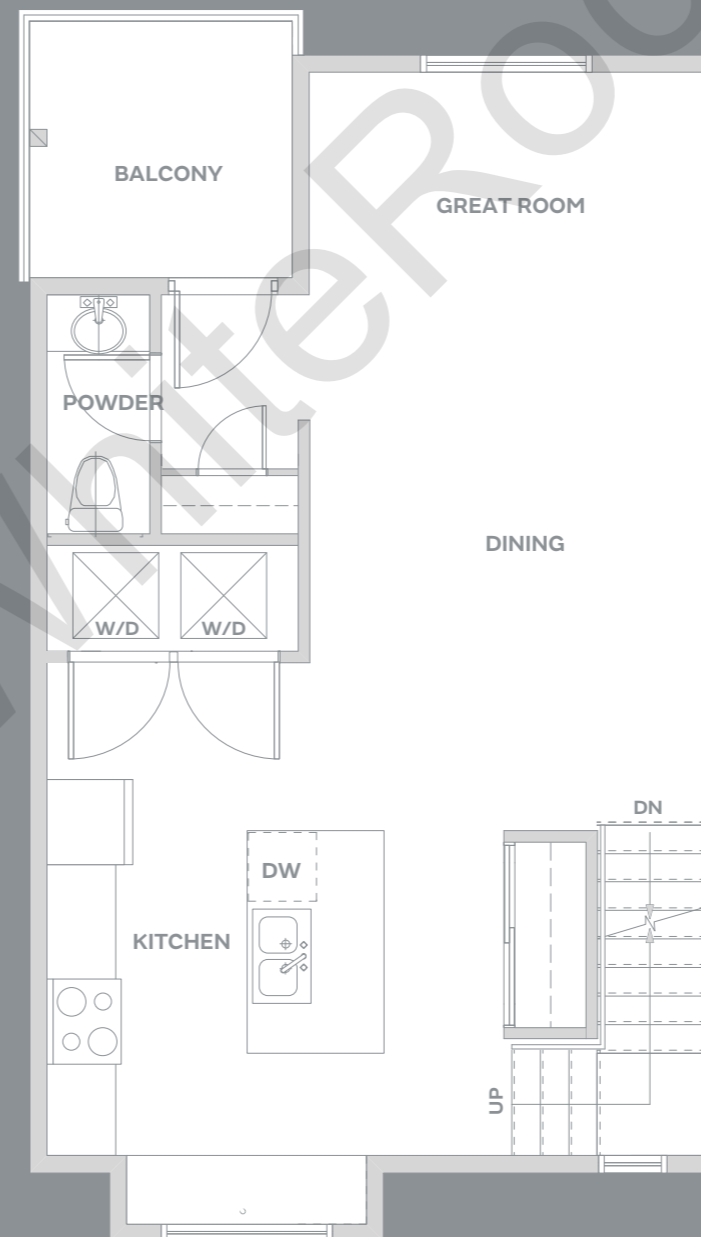 BALCONY
GREAT ROOM
POWDER
DINING
W/D
W/D
DN
DW
KITCHEN
UP